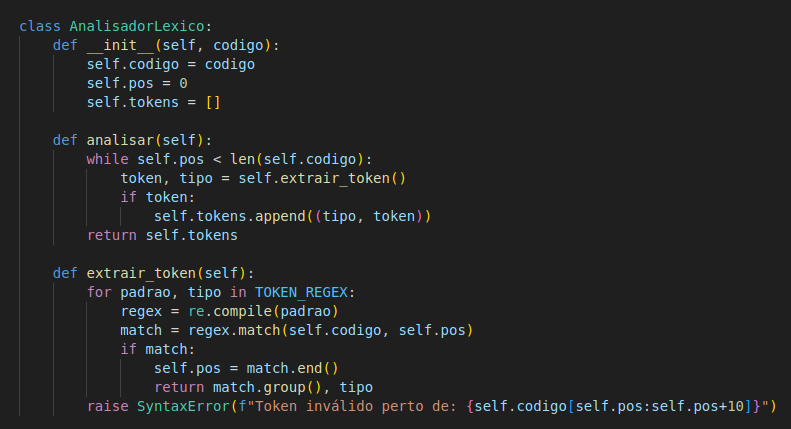 class AnalisadorLexico:
    def __init__(self, codigo):
        self.codigo = codigo
        self.pos = 0
        self.tokens = []

    def analisar(self):
        while self.pos < len(self.codigo):
            token, tipo = self.extrair_token()
            if token:
                self.tokens.append((tipo, token))
        return self.tokens

    def extrair_token(self):
        for padrao, tipo in TOKEN_REGEX:
            regex = re.compile(padrao)
            match = regex.match(self.codigo, self.pos)
            if match:
                self.pos = match.end()
                return match.group(), tipo
        raise SyntaxError(f"Token inválido perto de: {self.codigo[self.pos:self.pos+10]}")